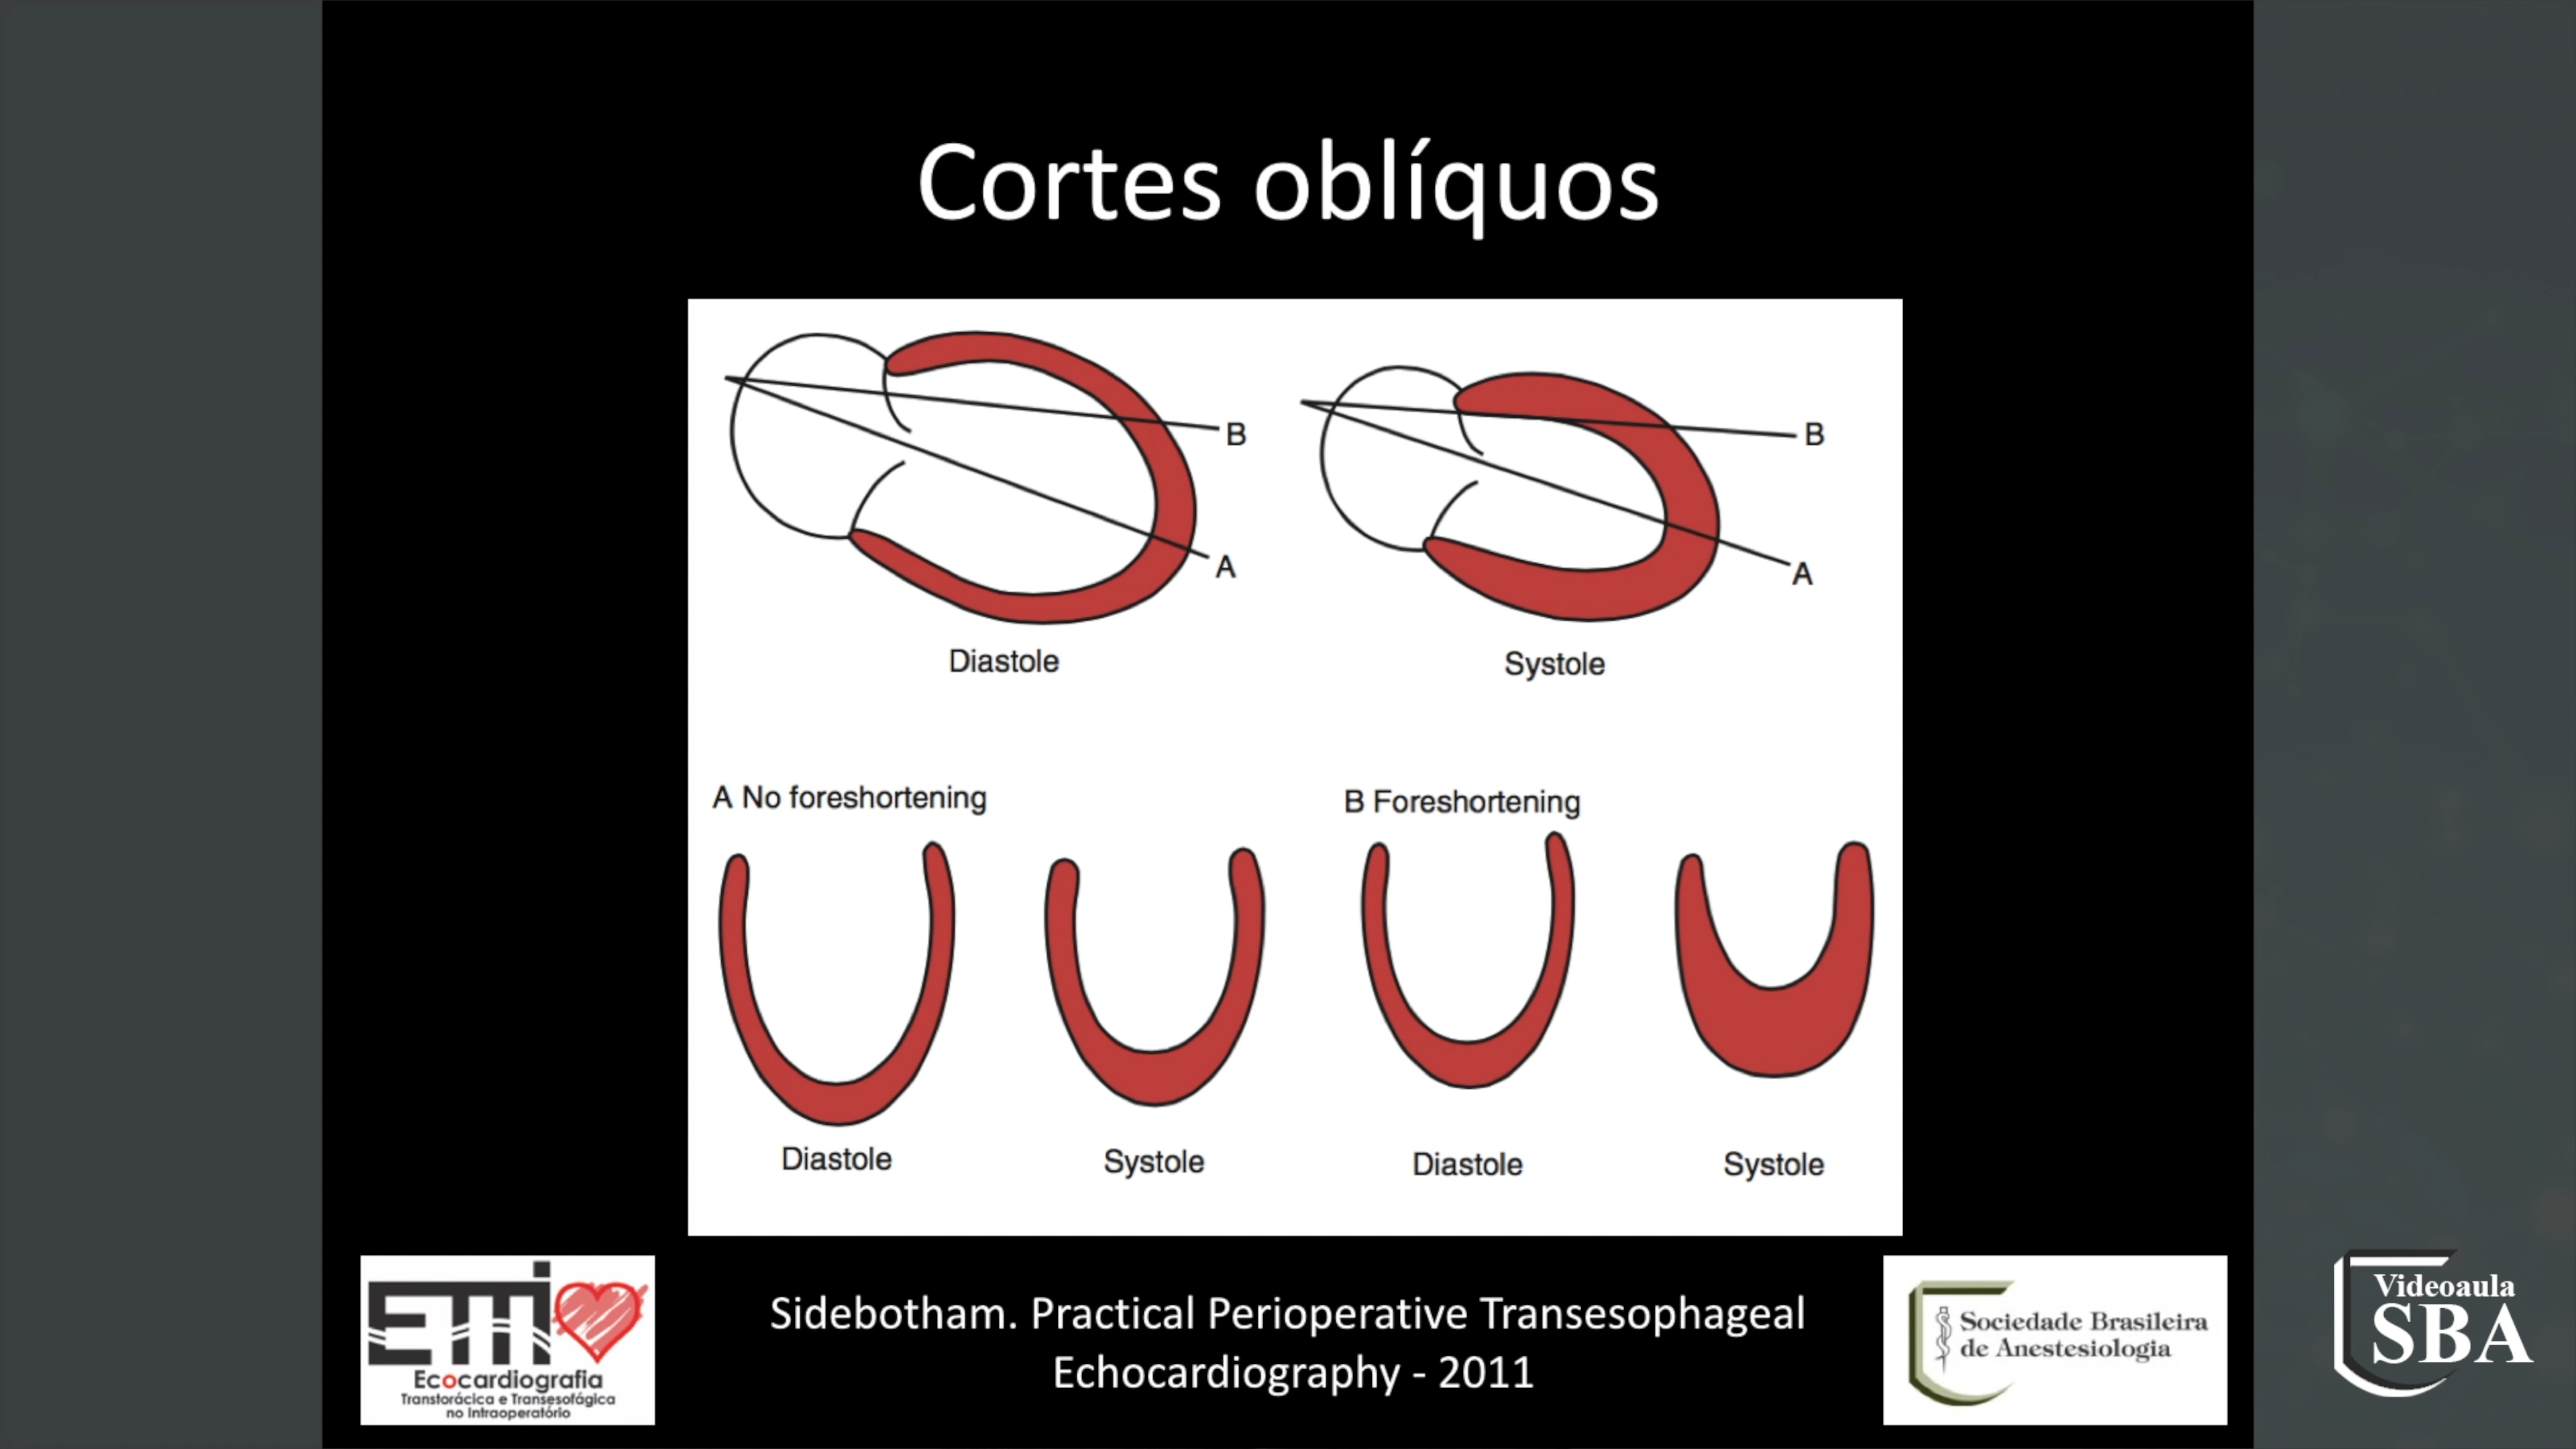 Cortes oblíquos
B
A
Diastole
B
A
Systole
A No foreshortening
B Foreshortening
Diastole
Systole
Diastole
Systole
Sidebotham. Practical Perioperative Transesophageal
Echocardiography - 2011
ETTI
Ecocardiografia
Transtorácica e Transesofágica
no Intraoperatório
Sociedade Brasileira
de Anestesiologia
Videoaula
SBA